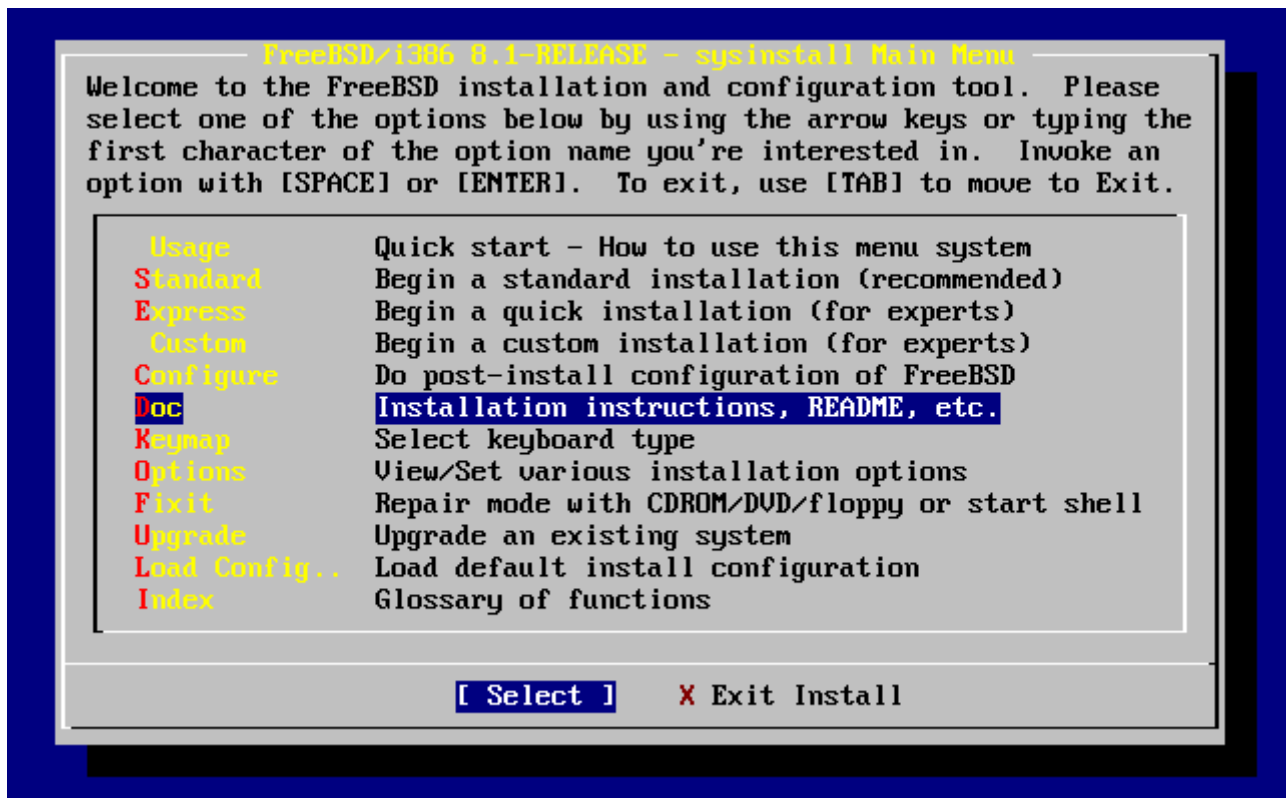 FreeBSD/i386 8.1-RELEASE - sysinstall Main Menu
Welcome to the FreeBSD installation and configuration tool.  Please
select one of the options below by using the arrow keys or typing the
first character of the option name you're interested in.  Invoke an
option with [SPACE] or [ENTER].  To exit, use [TAB] to move to Exit.
Usage Quick start - How to use this menu system
Standard Begin a standard installation (recommended)
Express Begin a quick installation (for experts)
Custom Begin a custom installation (for experts)
Configure Do post-install configuration of FreeBSD
Doc Installation instructions, README, etc.
Keymap Select keyboard type
Options View/Set various installation options
Fixit Repair mode with CDROM/DVD/floppy or start shell
Upgrade Upgrade an existing system
Load Config.. Load default install configuration
Index Glossary of functions
[ Select ] X Exit Install